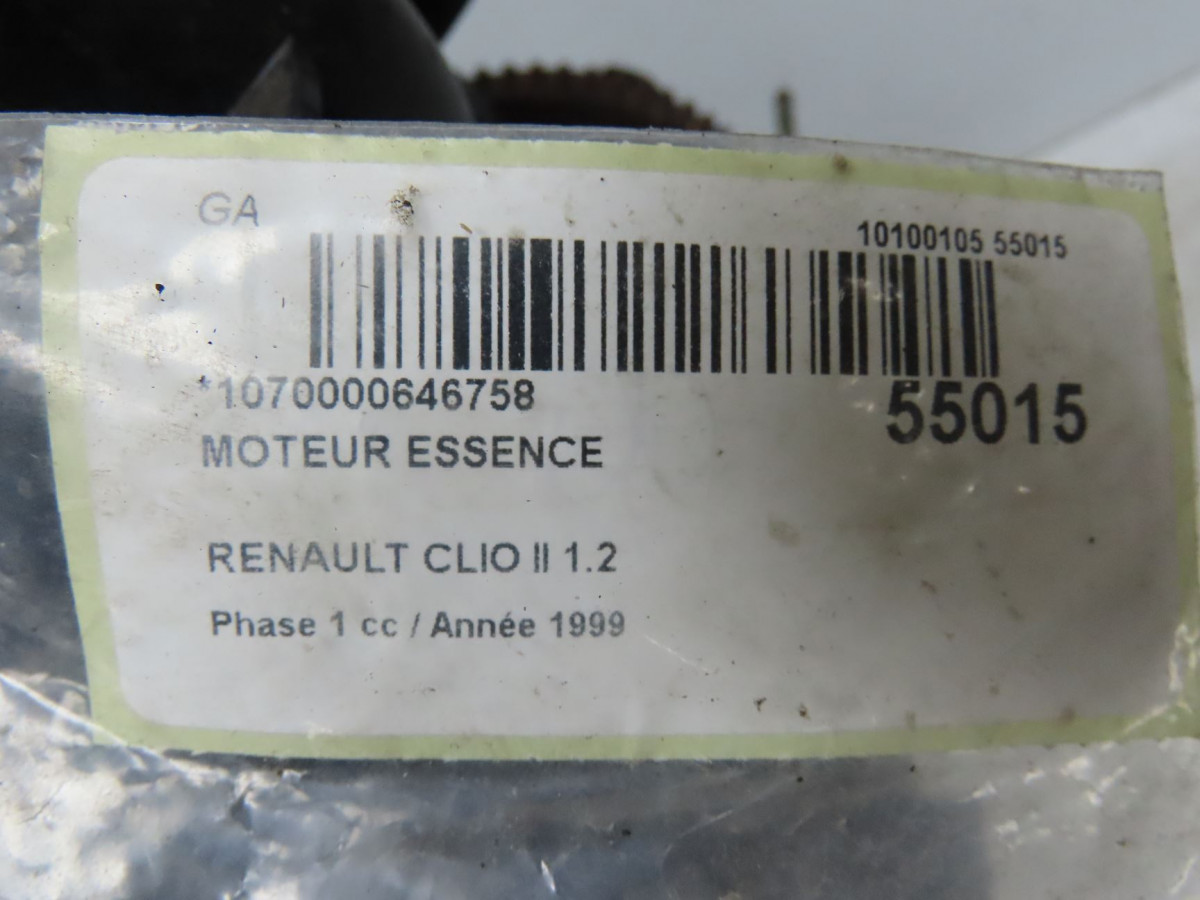 GA
10100105 55015
*1070000646758
55015
MOTEUR ESSENCE
RENAULT CLIO II 1.2
Phase 1 cc / Année 1999